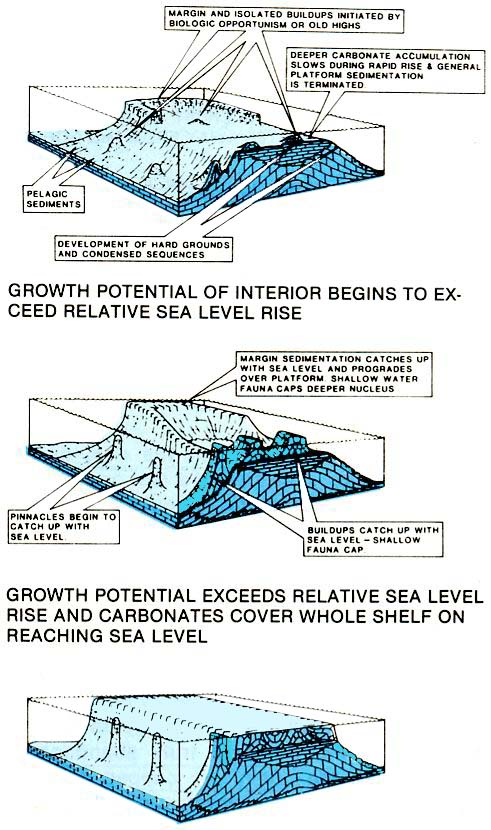 MARGIN AND ISOLATED BUILDUPS INITIATED BY
BIOLOGIC OPPORTUNISM OR OLD HIGHS
DEEPER CARBONATE ACCUMULATION
SLOWS DURING RAPID RISE & GENERAL
PLATFORM SEDIMENTATION
IS TERMINATED
PELAGIC
SEDIMENTS
DEVELOPMENT OF HARD GROUNDS
AND CONDENSED SEQUENCES
GROWTH POTENTIAL OF INTERIOR BEGINS TO EX-
CEED RELATIVE SEA LEVEL RISE
MARGIN SEDIMENTATION CATCHES UP
WITH SEA LEVEL AND PROGRADES
OVER PLATFORM. SHALLOW WATER
FAUNA CAPS DEEPER NUCLEUS
PINNACLES BEGIN TO
CATCH UP WITH
SEA LEVEL.
BUILDUPS CATCH UP WITH
SEA LEVEL – SHALLOW
FAUNA CAP
GROWTH POTENTIAL EXCEEDS RELATIVE SEA LEVEL
RISE AND CARBONATES COVER WHOLE SHELF ON
REACHING SEA LEVEL